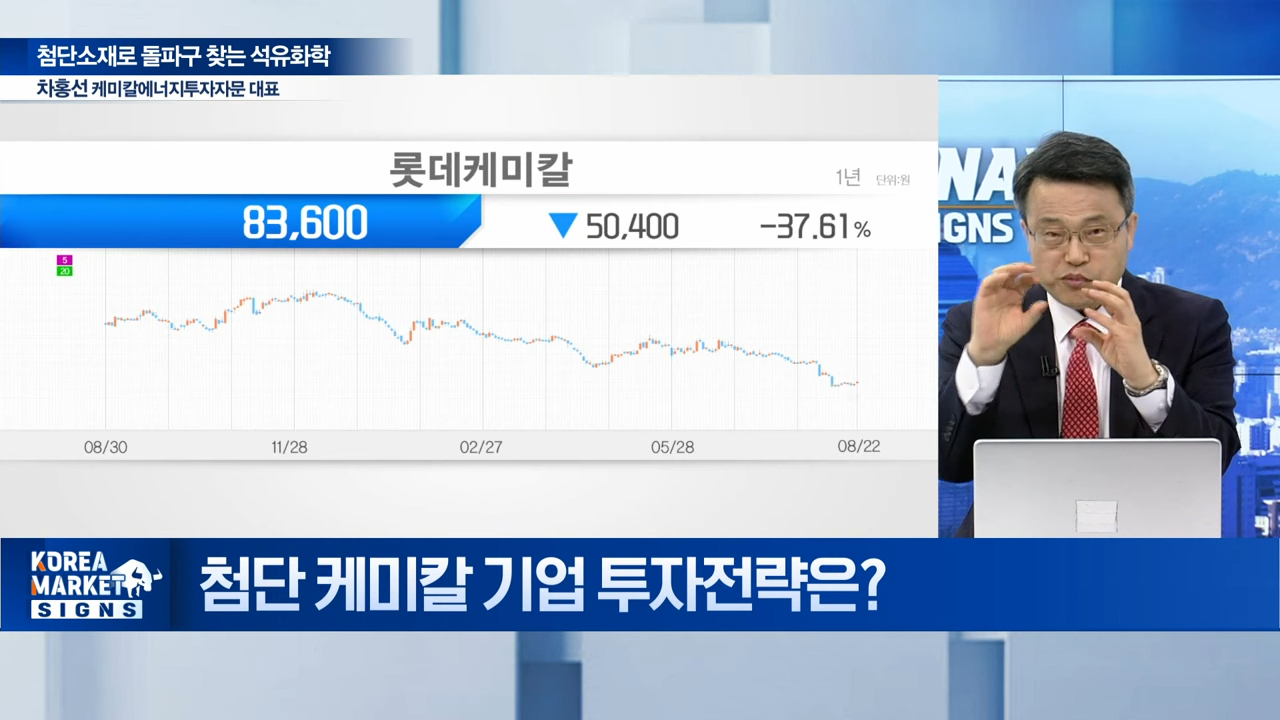 첨단소재로 돌파구 찾는 석유화학
차홍선 케미칼에너지투자자문 대표
롯데케미칼
1년 단위:원
83,600 ▼ 50,400 -37.61%
5
20
08/30 11/28 02/27 05/28 08/22
IGNS
KOREA
MARKET
SIGNS
첨단 케미칼 기업 투자전략은?